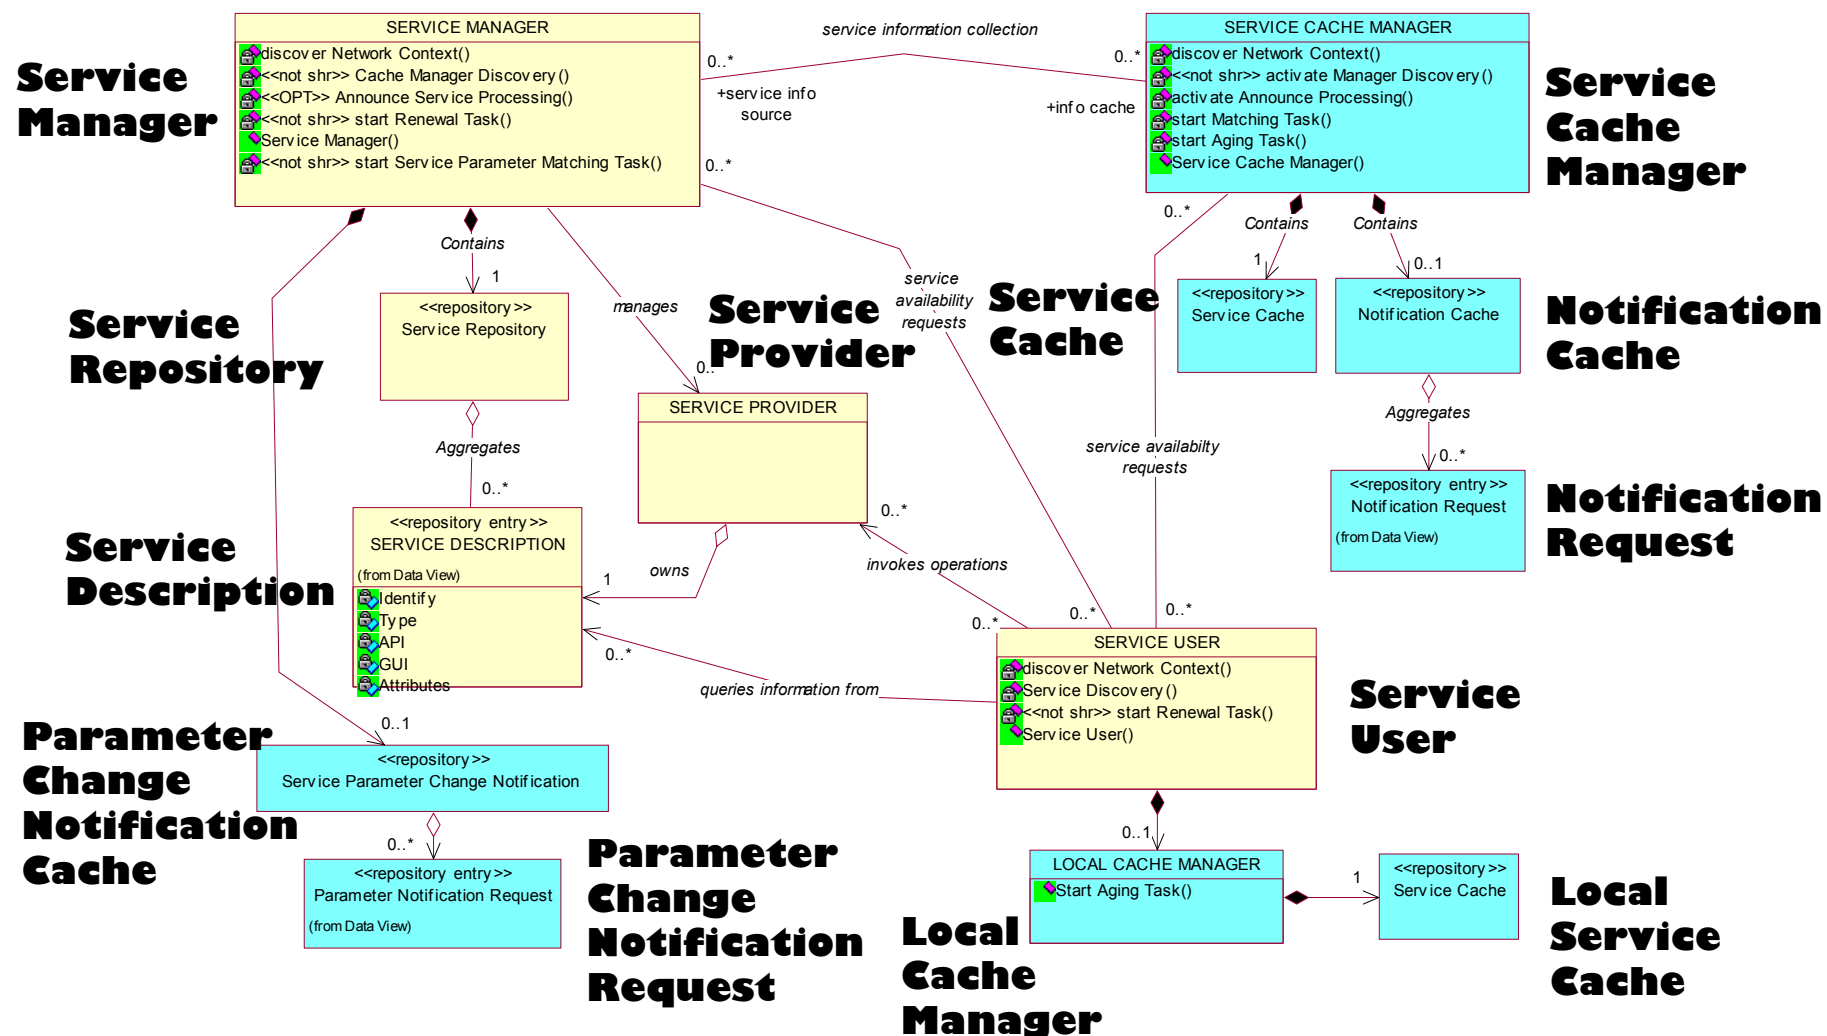 SERVICE MANAGER
discover Network Context()
<<not shr>> Cache Manager Discovery()
<<OPT>> Announce Service Processing()
<<not shr>> start Renewal Task()
Service Manager()
<<not shr>> start Service Parameter Matching Task()
Service
Manager
service information collection
0..*
+service info
source
0..*
0..*
+info cache
SERVICE CACHE MANAGER
discover Network Context()
<<not shr>> activate Manager Discovery()
activate Announce Processing()
start Matching Task()
start Aging Task()
Service Cache Manager()
Service
Cache
Manager
0..*
Contains
1
Contains
0..1
Contains
1
manages
0..
service
availability
requests
Service
Repository
<<repository>>
Service Repository
Service
Provider
Service
Cache
<<repository>>
Service Cache
<<repository>>
Notification Cache
Notification
Cache
SERVICE PROVIDER
Aggregates
0..*
Aggregates
0..*
service availabilty
requests
<<repository entry>>
Notification Request
(from Data View)
Notification
Request
Service
Description
<<repository entry>>
SERVICE DESCRIPTION
(from Data View)
Identify
Type
API
GUI
Attributes
owns
1
0..*
invokes operations
0..*
0..*
0..*
0..*
queries information from
SERVICE USER
discover Network Context()
Service Discovery()
<<not shr>> start Renewal Task()
Service User()
Service
User
0..1
Parameter
Change
Notification
Cache
<<repository>>
Service Parameter Change Notification
0..*
<<repository entry>>
Parameter Notification Request
(from Data View)
Parameter
Change
Notification
Request
0..1
LOCAL CACHE MANAGER
Start Aging Task()
1
<<repository>>
Service Cache
Local
Cache
Manager
Local
Service
Cache